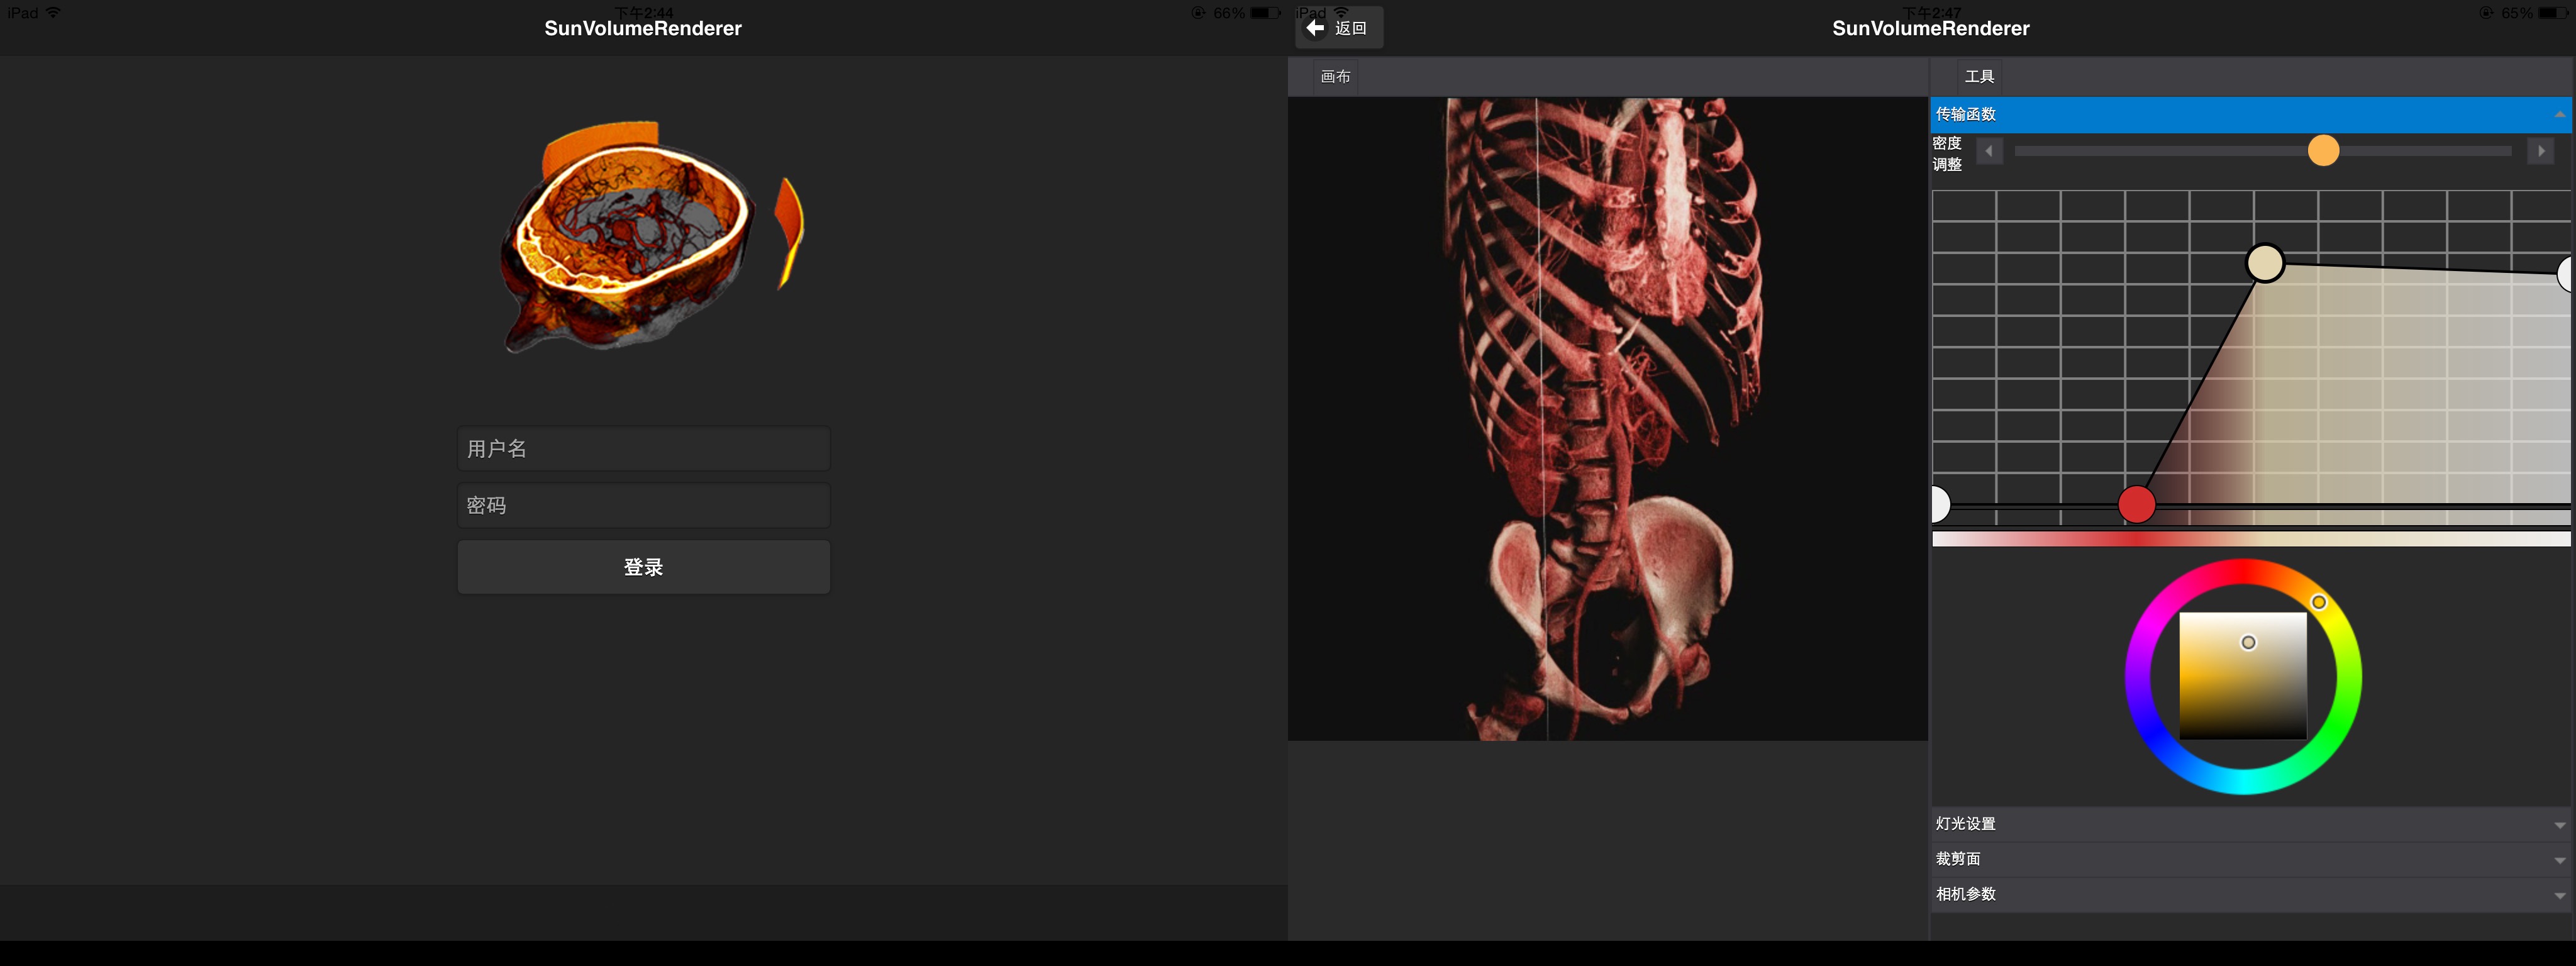 iPad
下午2:44
66%
SunVolumeRenderer
用户名
密码
登录
iPad
下午2:47
65%
返回
SunVolumeRenderer
画布
工具
传输函数
密度
调整
灯光设置
裁剪面
相机参数